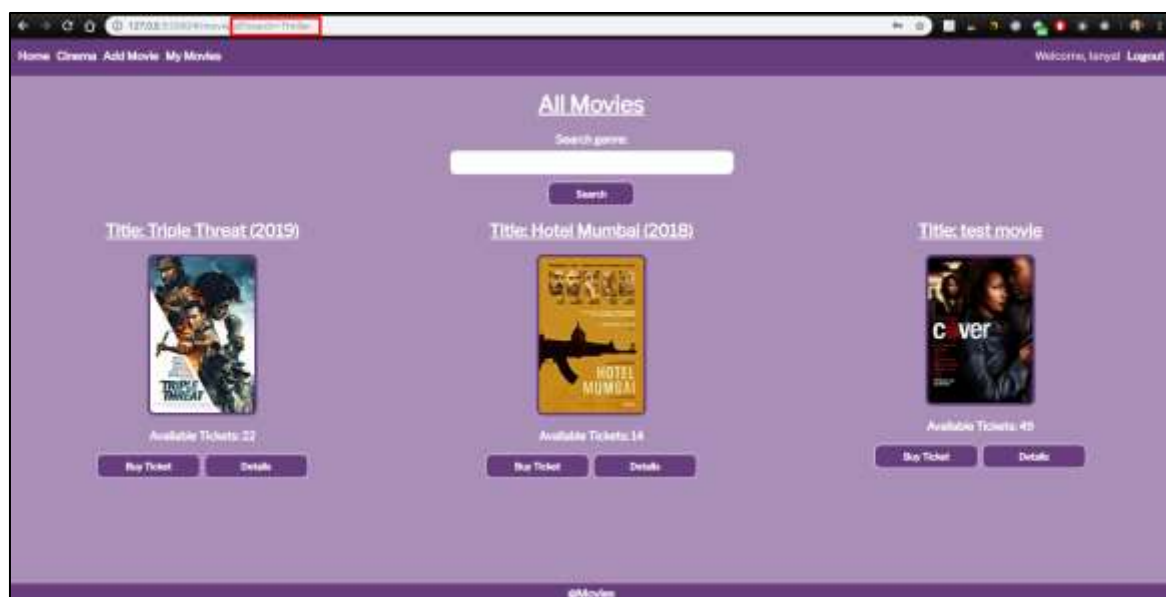 Home Cinema Add Movie My Movies
Welcome, tanya! Logout
All Movies
Search genre:
Search
Title: Triple Threat (2019)
Title: Hotel Mumbai (2018)
Title: test movie
TRIPLE
THREAT
HOTEL
MUMBAI
c ver
Available Tickets: 22
Available Tickets: 14
Available Tickets: 49
Buy Ticket Details
Buy Ticket Details
Buy Ticket Details
@Movies